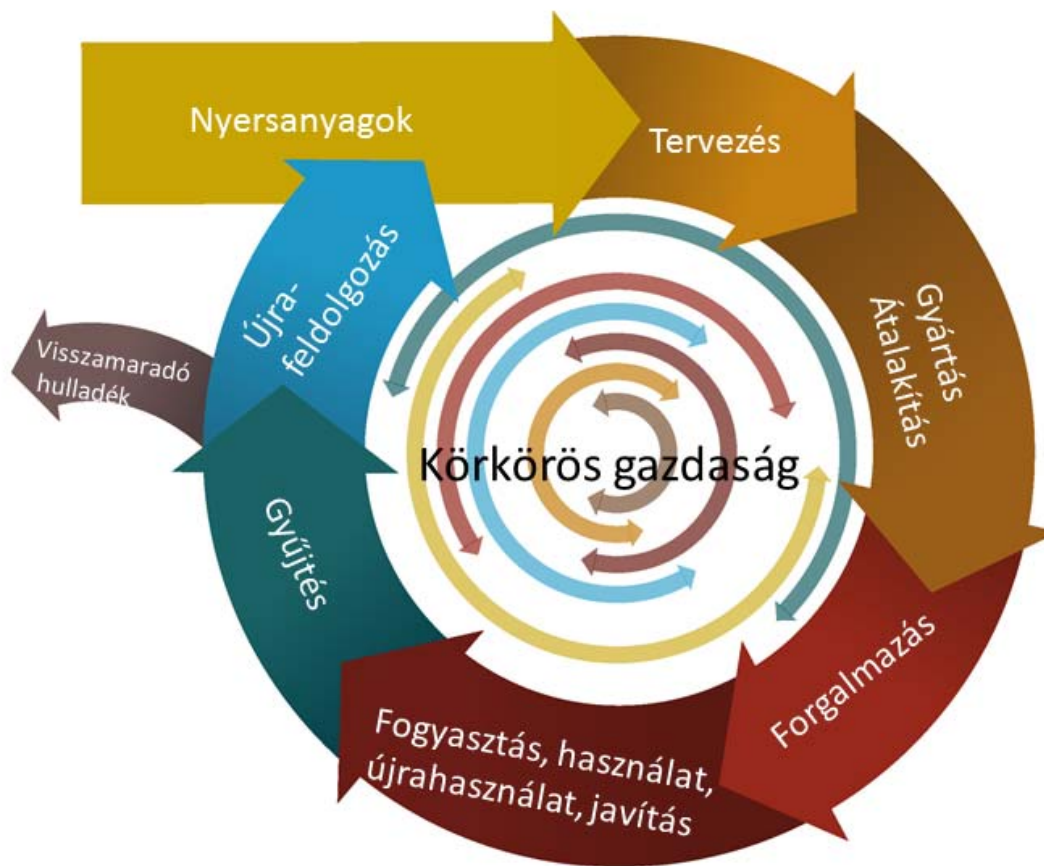 Nyersanyagok
Tervezés
Gyártás
Átalakítás
Forgalmazás
Fogyasztás, használat,
újrahasználat, javítás
Gyűjtés
Újra-
feldolgozás
Visszamaradó
hulladék
Körkörös gazdaság